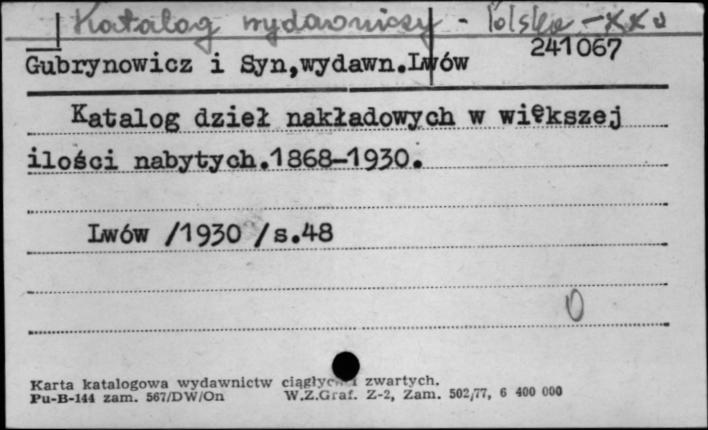 Katalog wydawniczy - Polska - XX w
241067
Gubrynowicz i Syn,wydawn.Lwów
Katalog dzieł nakładowych w większej
ilości nabytych.1868-1930.
Lwów /1930 /s.48
0
Karta katalogowa wydawnictw ciągłych i zwartych.
Pu-B-144 zam. 567/DW/On W.Z.Graf. Z-2, Zam. 502/77, 6 400 000